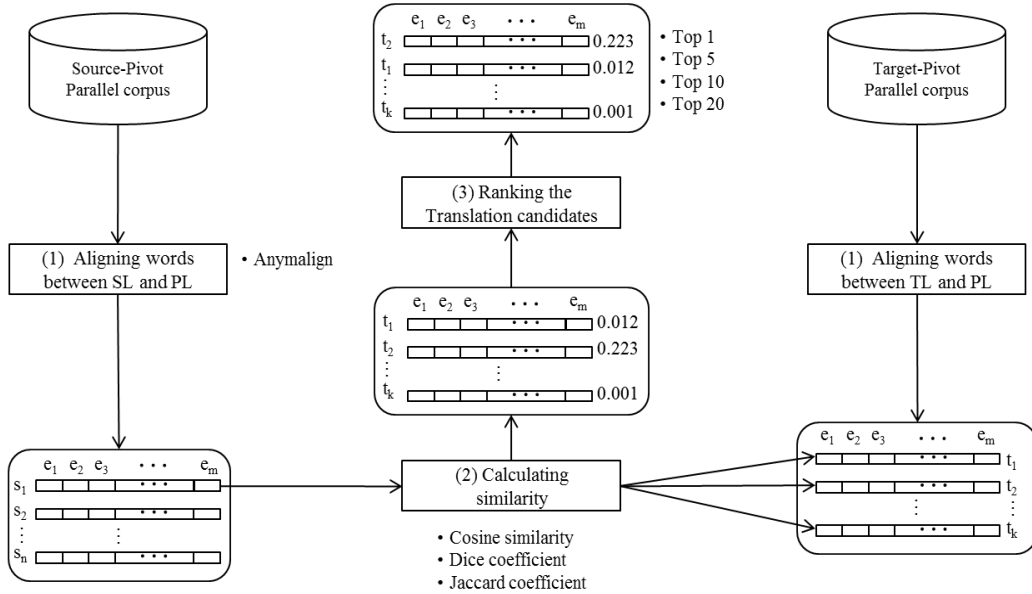 Source-Pivot
Parallel corpus
(1) Aligning words
between SL and PL
• Anymalign
e1 e2 e3 • • • em
s1 • • •
s2 • • •
⋮ ⋮
sn • • •
e1 e2 e3 • • • em
t2 • • • 0.223
t1 • • • 0.012
⋮ ⋮
tk • • • 0.001
• Top 1
• Top 5
• Top 10
• Top 20
(3) Ranking the
Translation candidates
e1 e2 e3 • • • em
t1 • • • 0.012
t2 • • • 0.223
⋮ ⋮
tk • • • 0.001
(2) Calculating
similarity
• Cosine similarity
• Dice coefficient
• Jaccard coefficient
Target-Pivot
Parallel corpus
(1) Aligning words
between TL and PL
e1 e2 e3 • • • em
• • • t1
• • • t2
⋮ ⋮
• • • tk